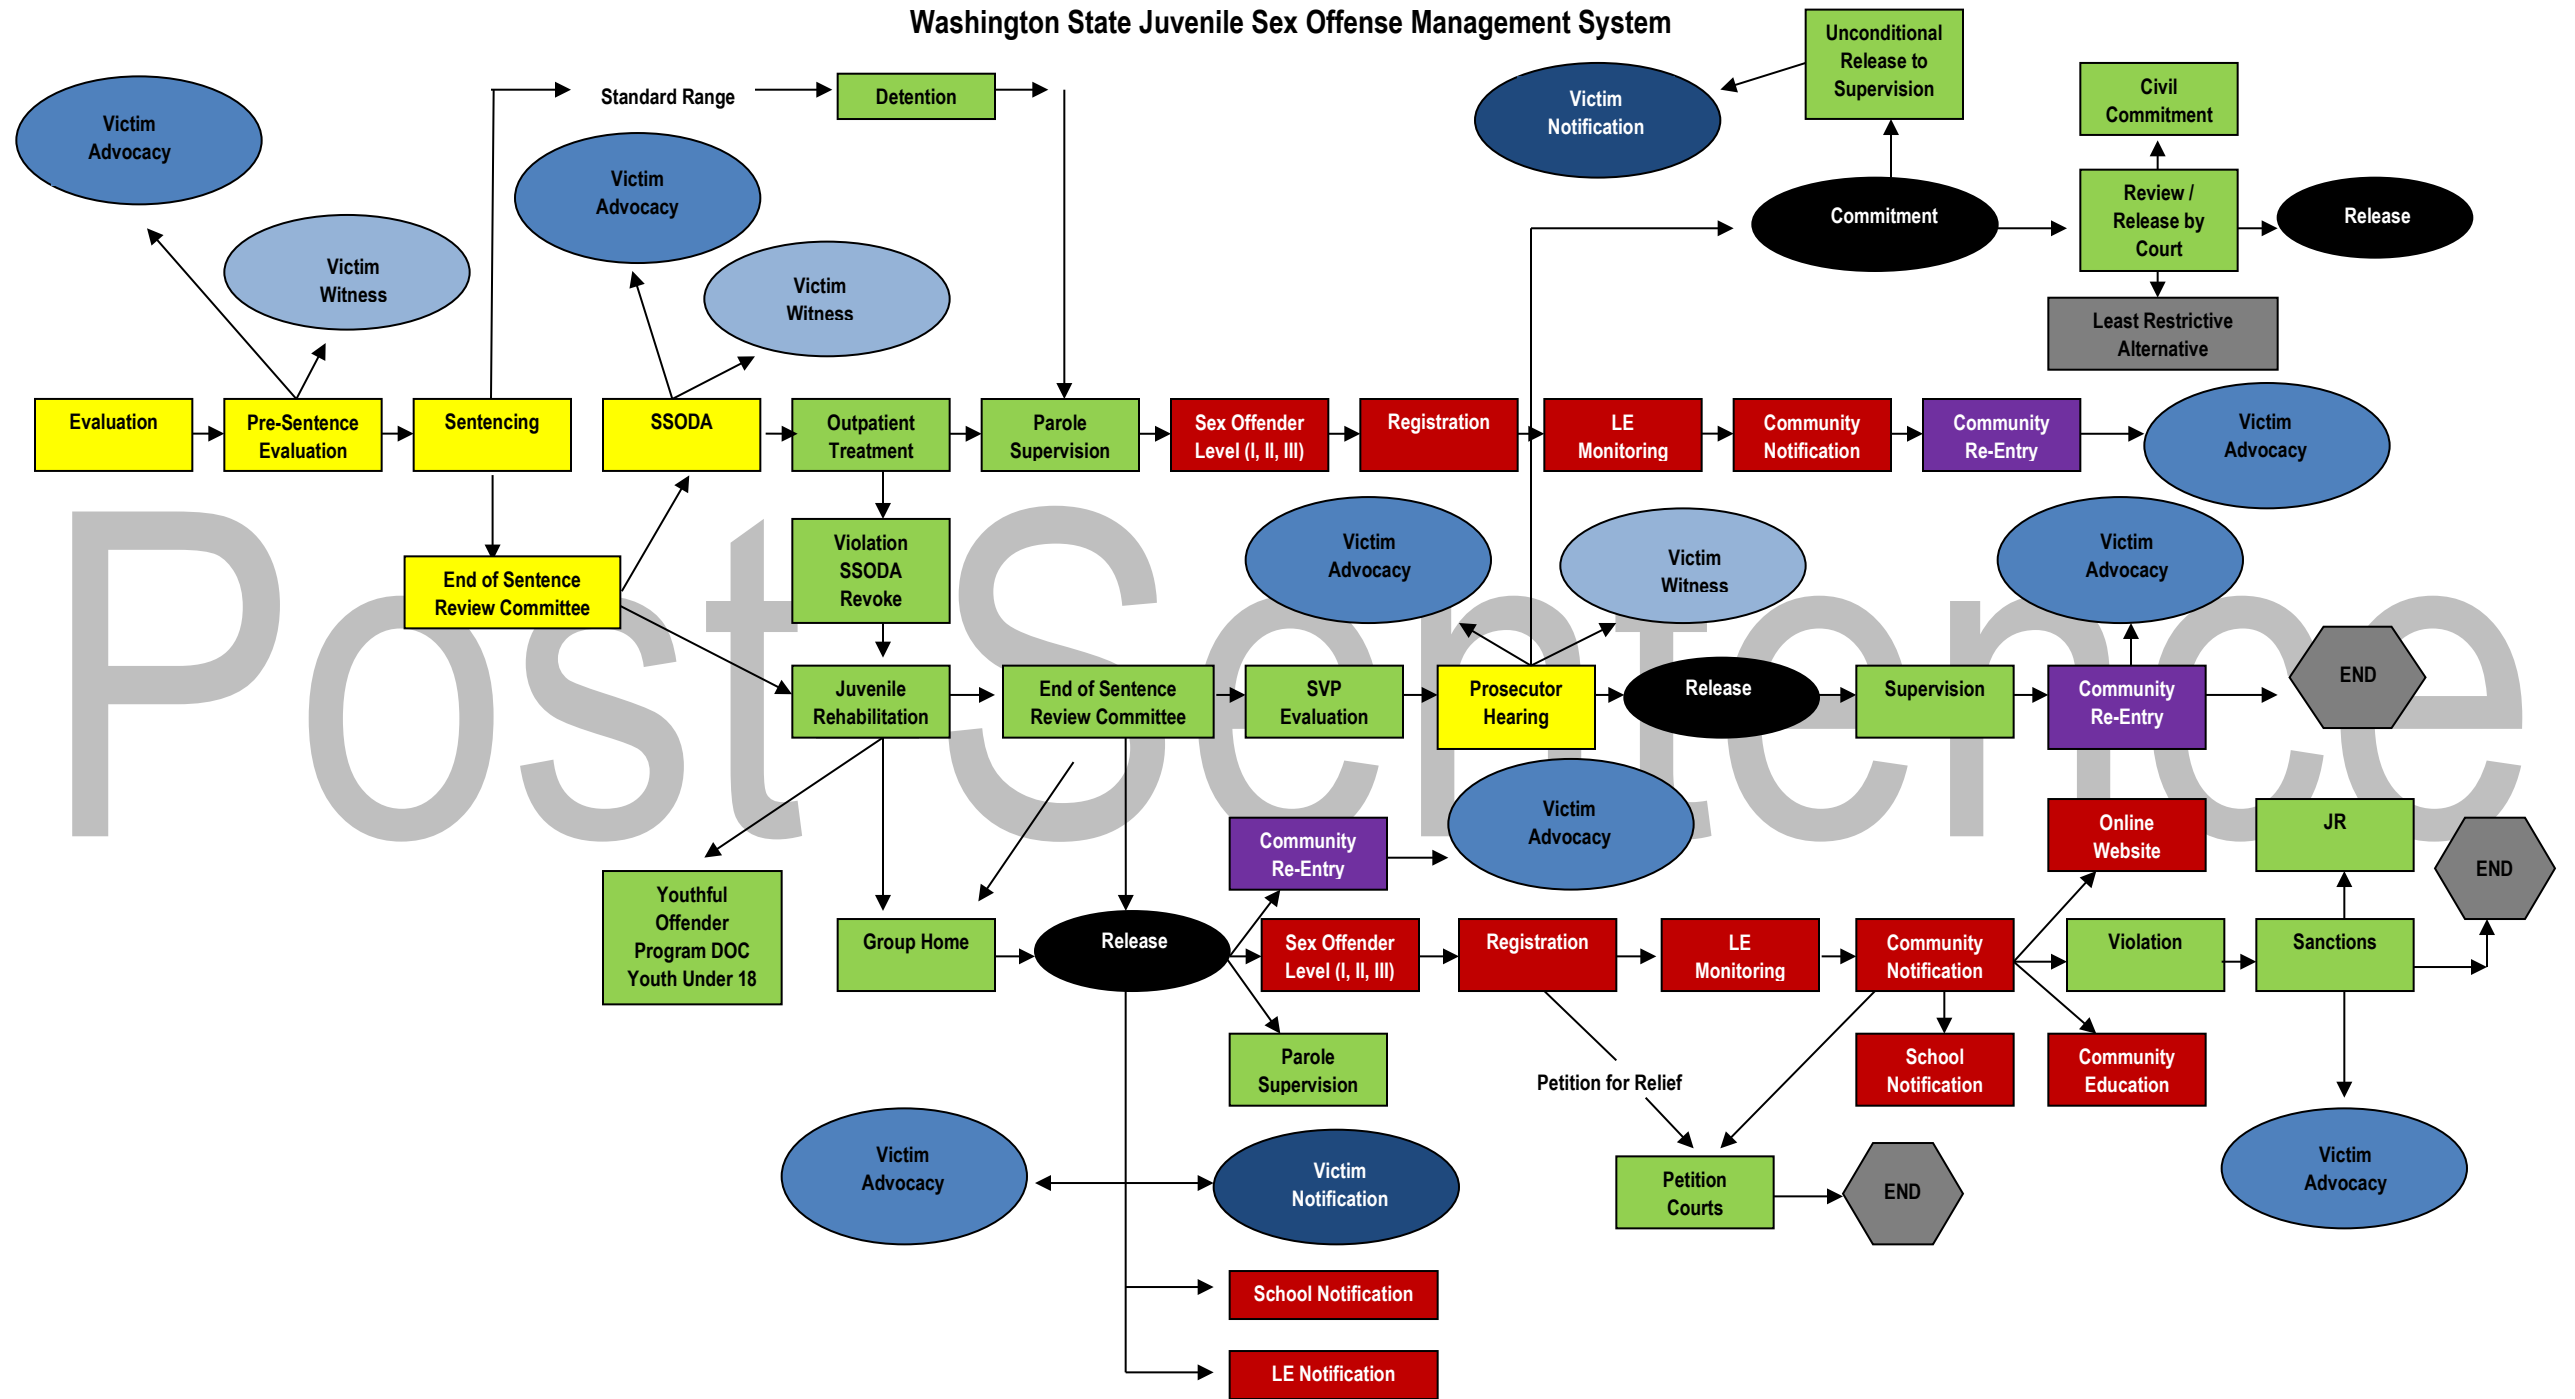 Washington State Juvenile Sex Offense Management System
Unconditional
Release to
Supervision
Victim
Notification
Civil
Commitment
Standard Range
Detention
Victim
Advocacy
Victim
Advocacy
Review /
Release by
Court
Commitment
Release
Victim
Witness
Victim
Witness
Least Restrictive
Alternative
Evaluation
Pre-Sentence
Evaluation
Sentencing
SSODA
Outpatient
Treatment
Parole
Supervision
Sex Offender
Level (I, II, III)
Registration
LE
Monitoring
Community
Notification
Community
Re-Entry
Victim
Advocacy
Post Sentence
End of Sentence
Review Committee
Violation
SSODA
Revoke
Victim
Advocacy
Victim
Witness
Victim
Advocacy
Juvenile
Rehabilitation
End of Sentence
Review Committee
SVP
Evaluation
Prosecutor
Hearing
Release
Supervision
Community
Re-Entry
END
Community
Re-Entry
Victim
Advocacy
Online
Website
JR
END
Youthful
Offender
Program DOC
Youth Under 18
Group Home
Release
Sex Offender
Level (I, II, III)
Registration
LE
Monitoring
Community
Notification
Violation
Sanctions
Parole
Supervision
Petition for Relief
School
Notification
Community
Education
Victim
Advocacy
Victim
Notification
Petition
Courts
END
Victim
Advocacy
School Notification
LE Notification